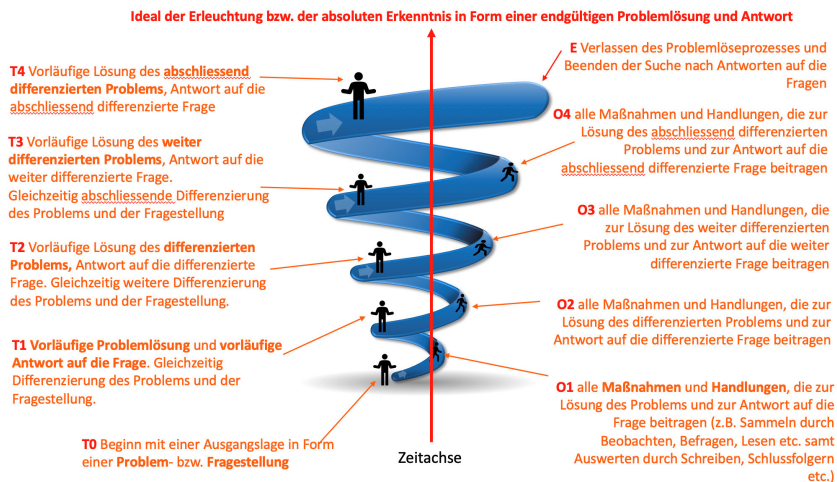 Ideal der Erleuchtung bzw. der absoluten Erkenntnis in Form einer endgültigen Problemlösung und Antwort
T4 Vorläufige Lösung des abschliessend
differenzierten Problems, Antwort auf die
abschliessend differenzierte Frage
T3 Vorläufige Lösung des weiter
differenzierten Problems, Antwort auf die
weiter differenzierte Frage.
Gleichzeitig abschliessende Differenzierung
des Problems und der Fragestellung
T2 Vorläufige Lösung des differenzierten
Problems, Antwort auf die differenzierte
Frage. Gleichzeitig weitere Differenzierung
des Problems und der Fragestellung.
T1 Vorläufige Problemlösung und vorläufige
Antwort auf die Frage. Gleichzeitig
Differenzierung des Problems und der
Fragestellung.
T0 Beginn mit einer Ausgangslage in Form
einer Problem- bzw. Fragestellung
Zeitachse
E Verlassen des Problemlöseprozesses und
Beenden der Suche nach Antworten auf die
Fragen
O4 alle Maßnahmen und Handlungen, die zur
Lösung des abschliessend differenzierten
Problems und zur Antwort auf die
abschliessend differenzierte Frage beitragen
O3 alle Maßnahmen und Handlungen, die
zur Lösung des weiter differenzierten
Problems und zur Antwort auf die weiter
differenzierte Frage beitragen
O2 alle Maßnahmen und Handlungen, die zur
Lösung des differenzierten Problems und zur
Antwort auf die differenzierte Frage beitragen
O1 alle Maßnahmen und Handlungen, die zur
Lösung des Problems und zur Antwort auf die
Frage beitragen (z.B. Sammeln durch
Beobachten, Befragen, Lesen etc. samt
Auswerten durch Schreiben, Schlussfolgern
etc.)